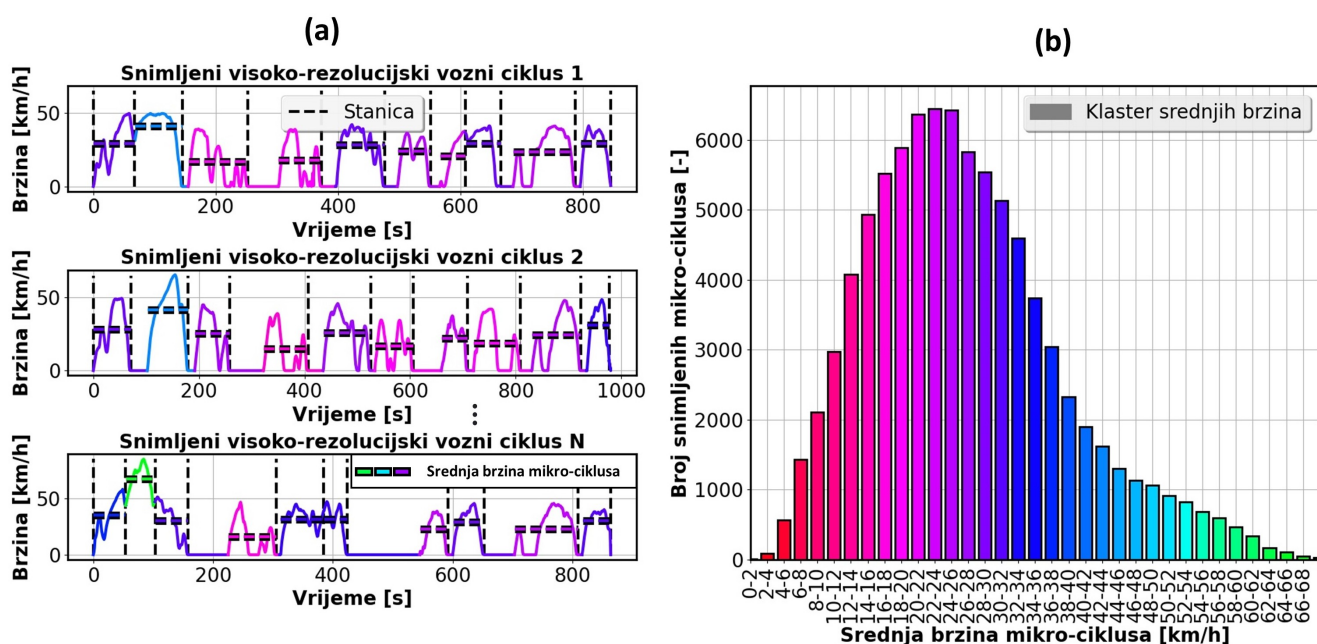 (a)
Snimljeni visoko-rezolucijski vozni ciklus 1
Brzina [km/h]
50
0
Stanica
0 200 400 600 800
Vrijeme [s]
Snimljeni visoko-rezolucijski vozni ciklus 2
Brzina [km/h]
50
0
0 200 400 600 800 1000
Vrijeme [s]
⋮
Snimljeni visoko-rezolucijski vozni ciklus N
Brzina [km/h]
50
0
Srednja brzina mikro-ciklusa
0 200 400 600 800
Vrijeme [s]
(b)
Klaster srednjih brzina
Broj snimljenih mikro-ciklusa [-]
6000
5000
4000
3000
2000
1000
0
0-2 2-4 4-6 6-8 8-10 10-12 12-14 14-16 16-18 18-20 20-22 22-24 24-26 26-28 28-30 30-32 32-34 34-36 36-38 38-40 40-42 42-44 44-46 46-48 48-50 50-52 52-54 54-56 56-58 58-60 60-62 62-64 64-66 66-68
Srednja brzina mikro-ciklusa [km/h]